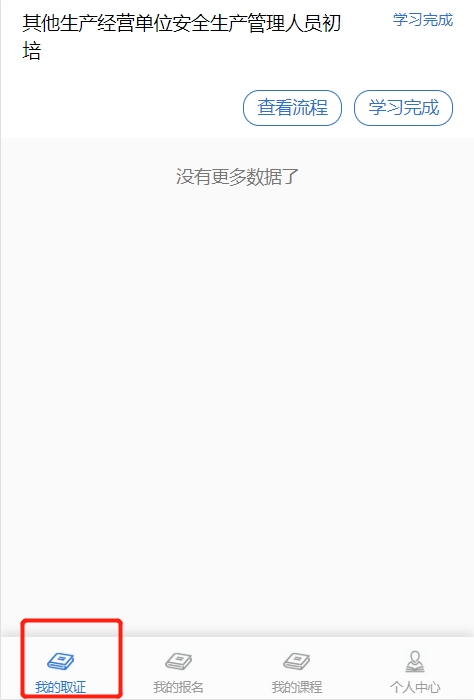 其他生产经营单位安全生产管理人员初
培
学习完成
查看流程
学习完成
没有更多数据了
我的取证
我的报名
我的课程
个人中心